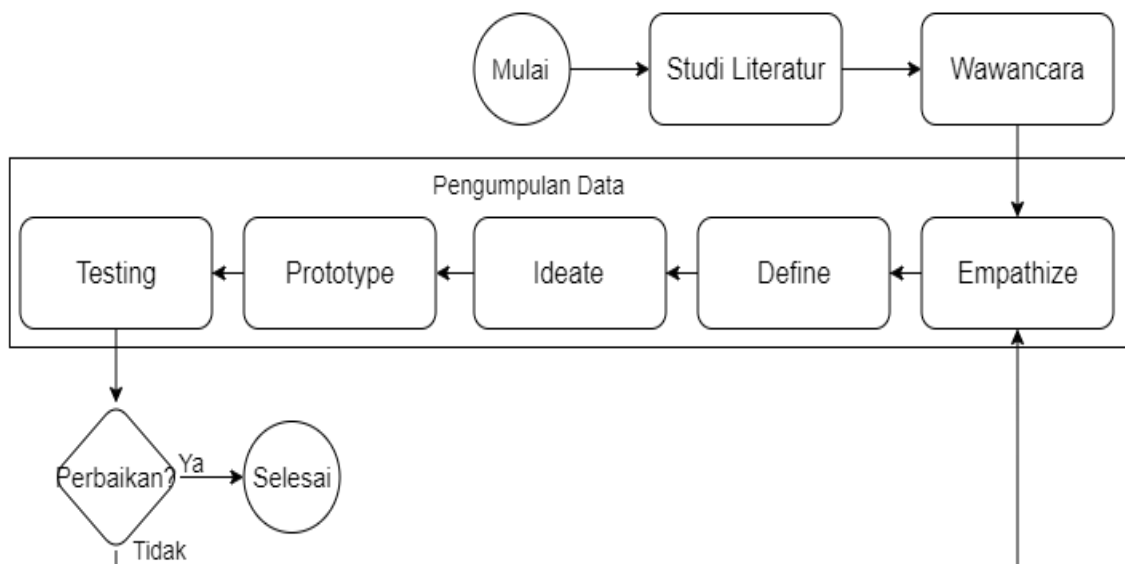 Mulai
Studi Literatur
Wawancara
Pengumpulan Data
Testing
Prototype
Ideate
Define
Empathize
Perbaikan?
Ya
Selesai
Tidak